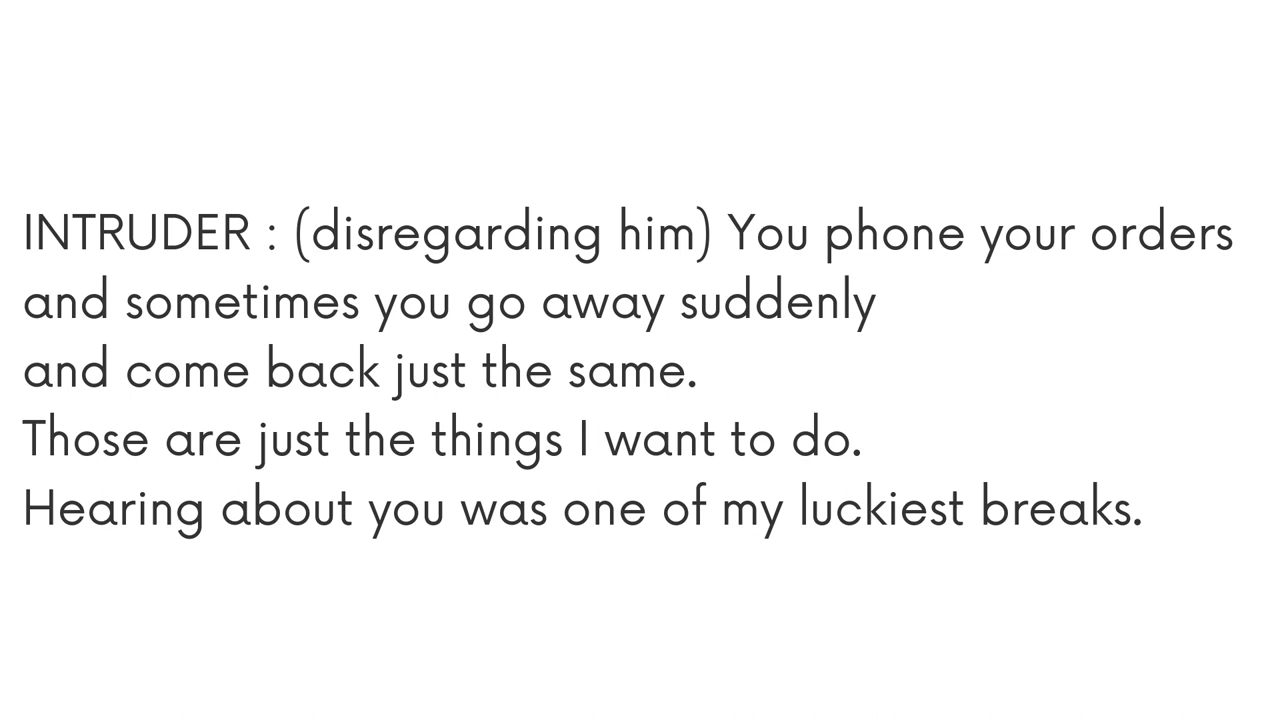 INTRUDER : (disregarding him) You phone your orders
and sometimes you go away suddenly
and come back just the same.
Those are just the things I want to do.
Hearing about you was one of my luckiest breaks.